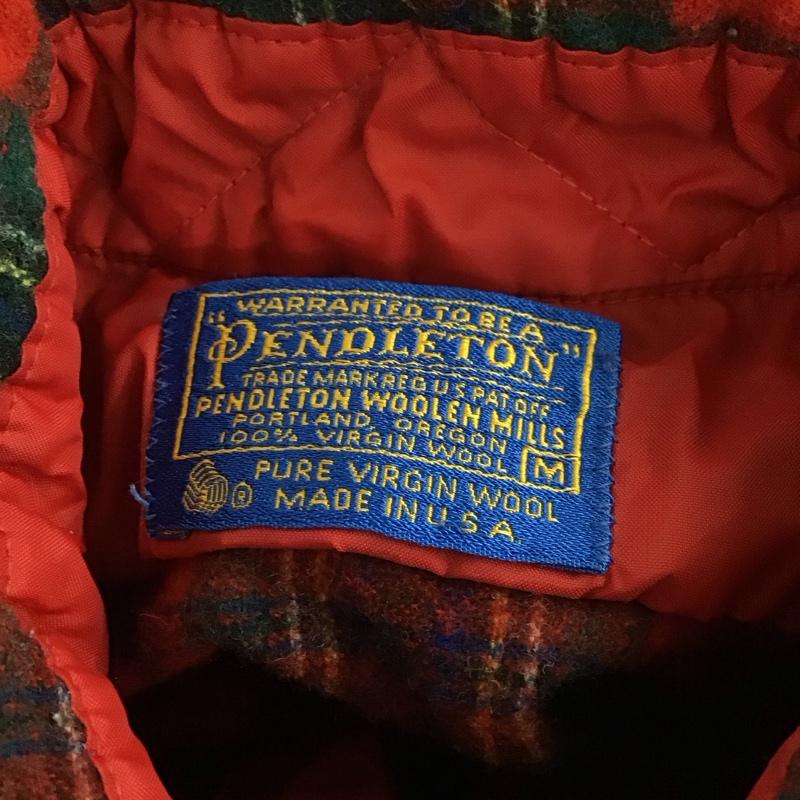 WARRANTED TO BE A
"PENDLETON"
TRADE MARK REG U.S. PAT. OFF.
PENDLETON WOOLEN MILLS
PORTLAND, OREGON
100% VIRGIN WOOL M
PURE VIRGIN WOOL
® MADE IN U S A.